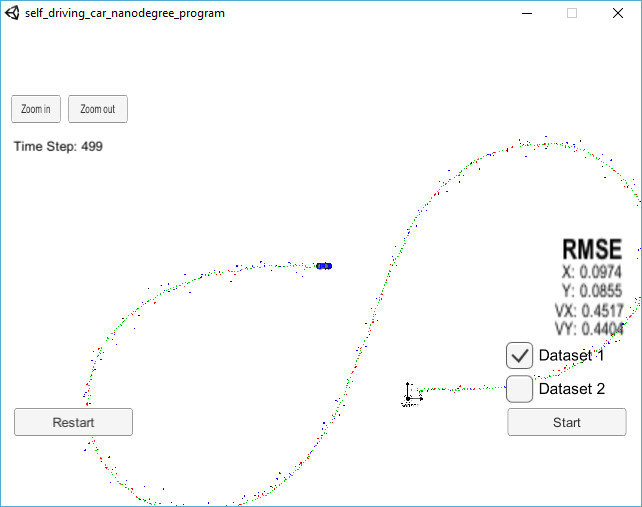 self_driving_car_nanodegree_program
Zoom in
Zoom out
Time Step: 499
RMSE
X: 0.0974
Y: 0.0855
VX: 0.4517
VY: 0.4404
Dataset 1
Dataset 2
Restart
Start